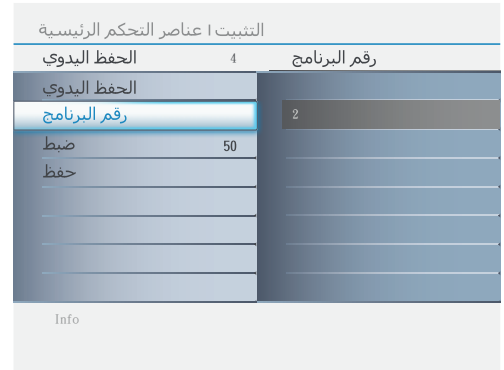 التثبيت ا عناصر التحكم الرئيسية
الحفظ اليدوي 4 رقم البرنامج
الحفظ اليدوي
رقم البرنامج 2
ضبط 50
حفظ
Info